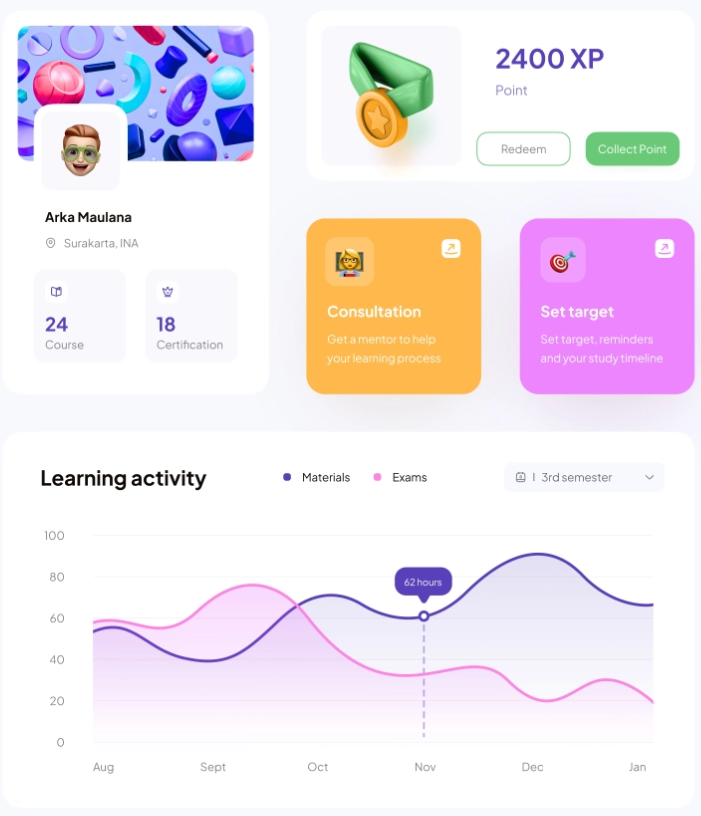 Arka Maulana
Surakarta, INA
24
Course
18
Certification
2400 XP
Point
Redeem
Collect Point
Consultation
Get a mentor to help
your learning process
Set target
Set target, reminders
and your study timeline
Learning activity
Materials
Exams
3rd semester
100
80
60
40
20
0
62 hours
Aug
Sept
Oct
Nov
Dec
Jan